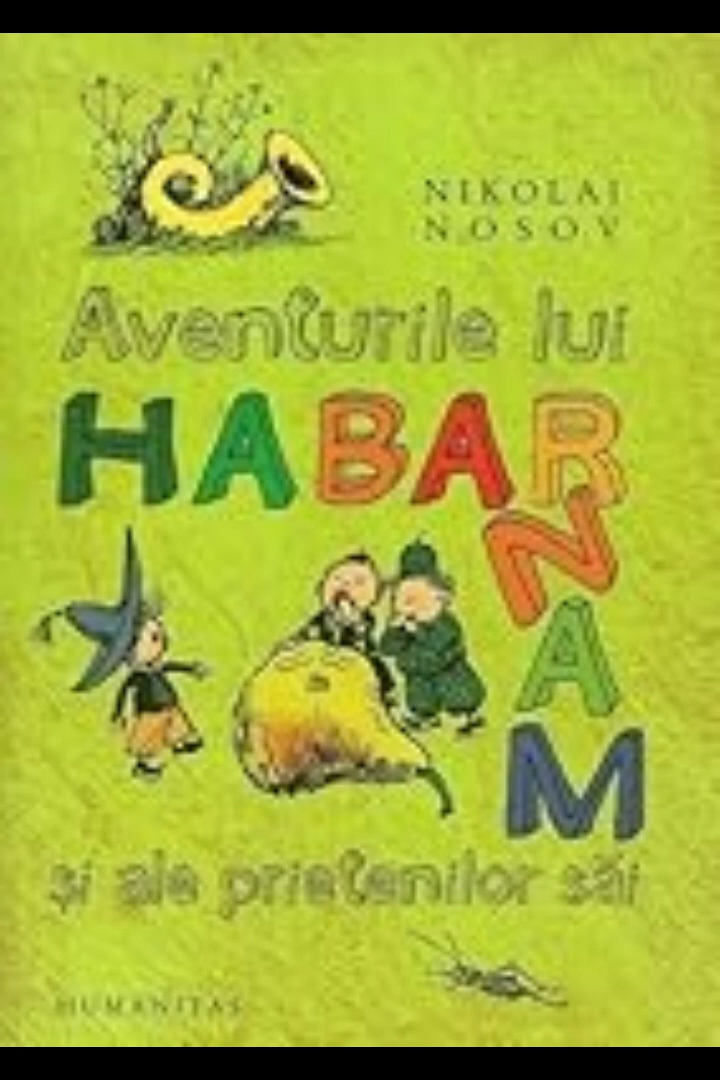 NIKOLAI
NOSOV
Aventurile lui
HABAR
NAM
și ale prietenilor săi
HUMANITAS